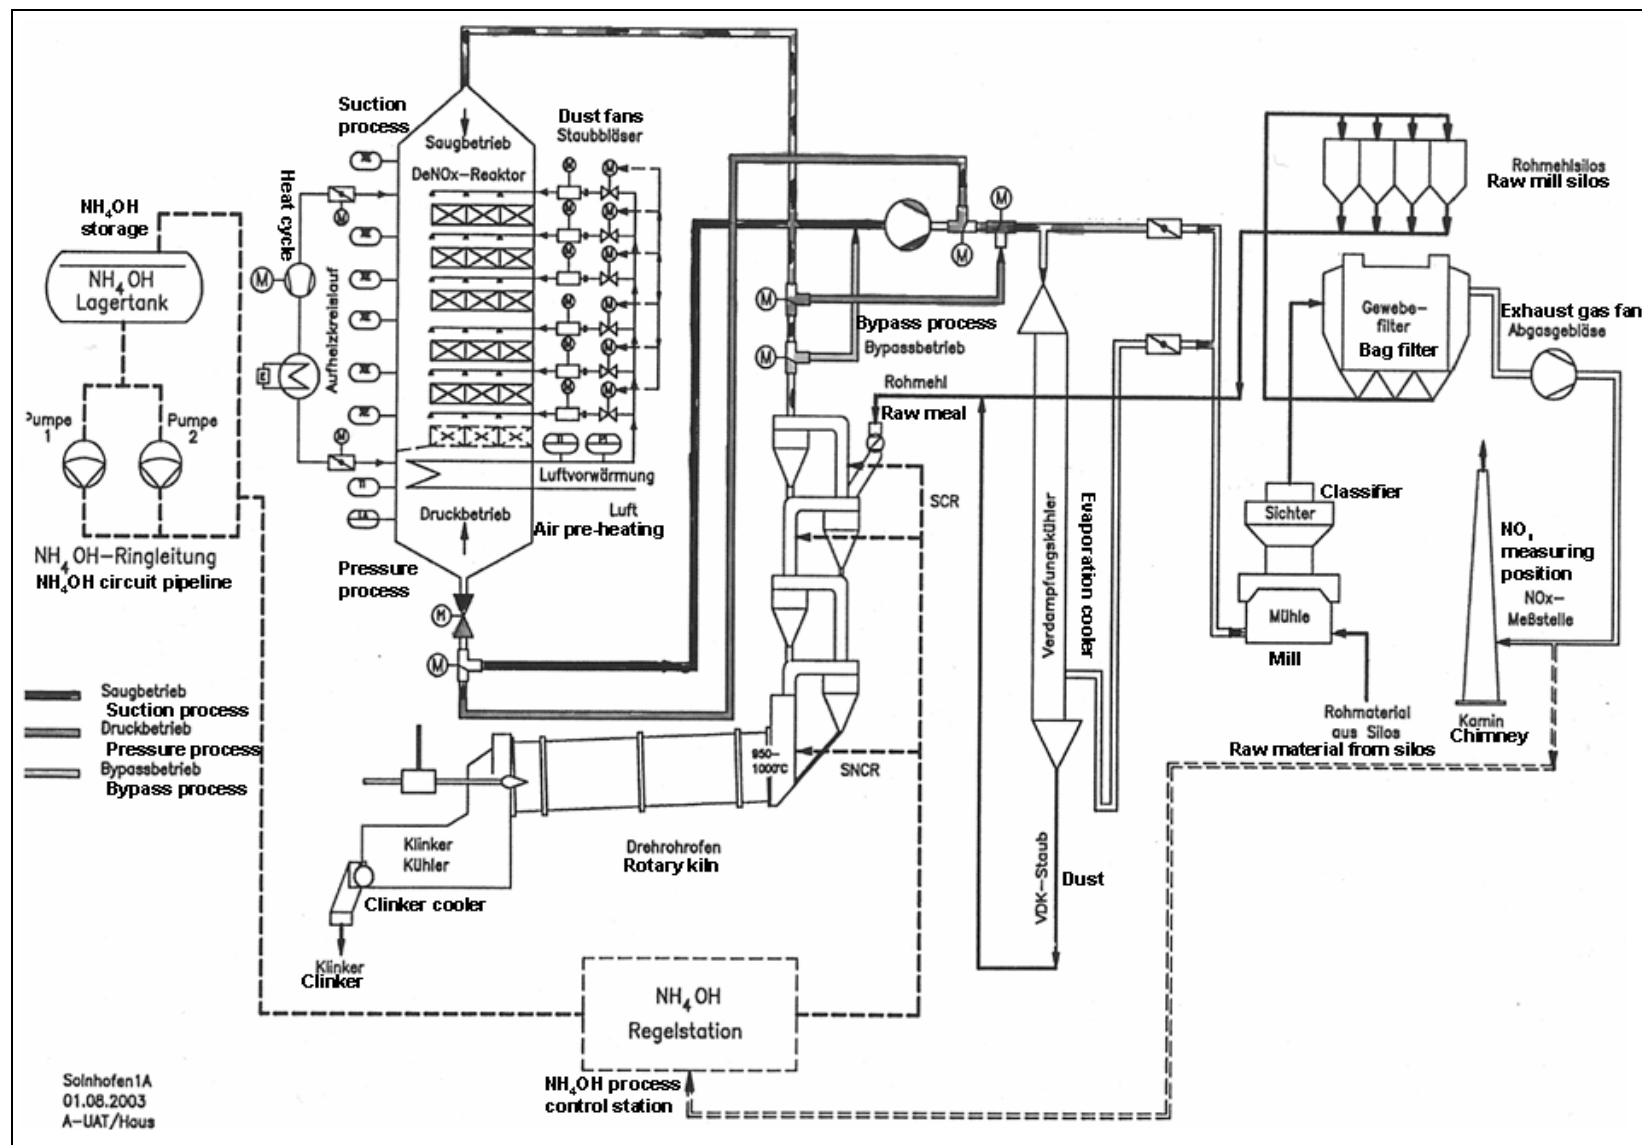 Suction
process
Saugbetrieb
DeNOx-Reaktor
Dust fans
Staubbläser
Heat cycle
Aufheizkreislauf
NH4OH
storage
NH4OH
Lagertank
Pumpe
1
Pumpe
2
NH4OH-Ringleitung
NH4OH circuit pipeline
Luftvorwärmung
Luft
Air pre-heating
Druckbetrieb
Pressure
process
M
M
M
M
M
M
M
M
Bypass process
Bypassbetrieb
Rohmehl
Raw meal
Rohmehlsilos
Raw mill silos
Gewebe-
filter
Bag filter
Exhaust gas fan
Abgasgebläse
SCR
Verdampfungskühler
Evaporation cooler
Classifier
Sichter
Mühle
Mill
NOx-
Meßstelle
measuring
position
Rohmaterial
aus Silos
Raw material from silos
Kamin
Chimney
Saugbetrieb
Suction process
Druckbetrieb
Pressure process
Bypassbetrieb
Bypass process
950-
1000°C
SNCR
Klinker
Kühler
Clinker cooler
Drehrohrofen
Rotary kiln
VDK-Staub
Dust
Klinker
Clinker
NH4OH
Regelstation
NH4OH process
control station
Solnhofen1A
01.08.2003
A-UAT/Haus